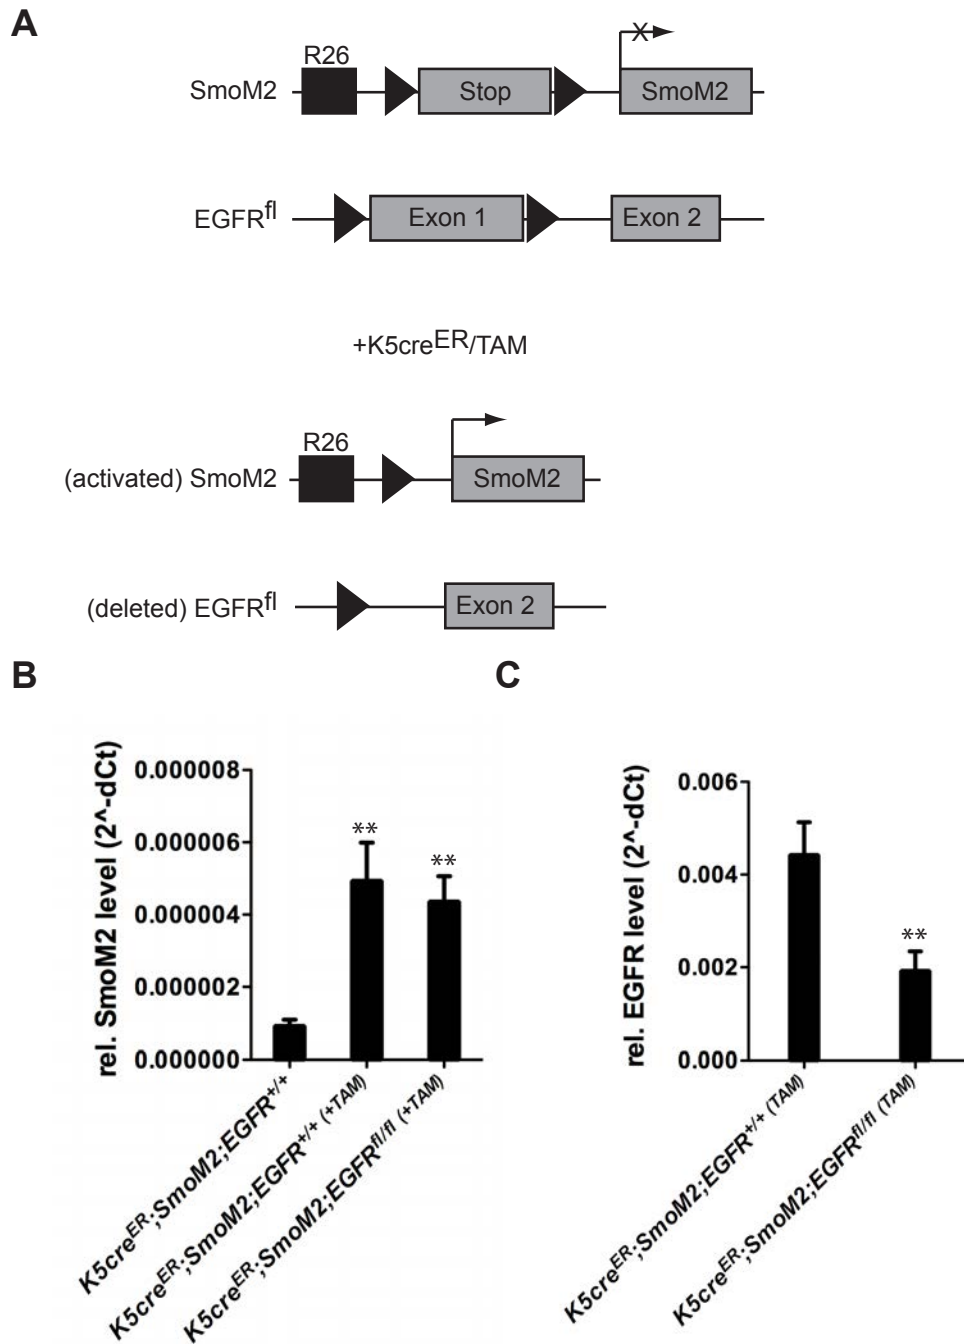 A
R26
SmoM2 Stop X SmoM2
EGFRfl Exon 1 Exon 2
+K5creER/TAM
R26
(activated) SmoM2 SmoM2
(deleted) EGFRfl Exon 2
B
rel. SmoM2 level (2^-dCt)
0.000008
0.000006
0.000004
0.000002
0.000000
**
**
K5creER;SmoM2;EGFR+/+
K5creER;SmoM2;EGFR+/+ (+TAM)
K5creER;SmoM2;EGFRfl/fl (+TAM)
C
rel. EGFR level (2^-dCt)
0.006
0.004
0.002
0.000
**
K5creER;SmoM2;EGFR+/+ (TAM)
K5creER;SmoM2;EGFRfl/fl (TAM)